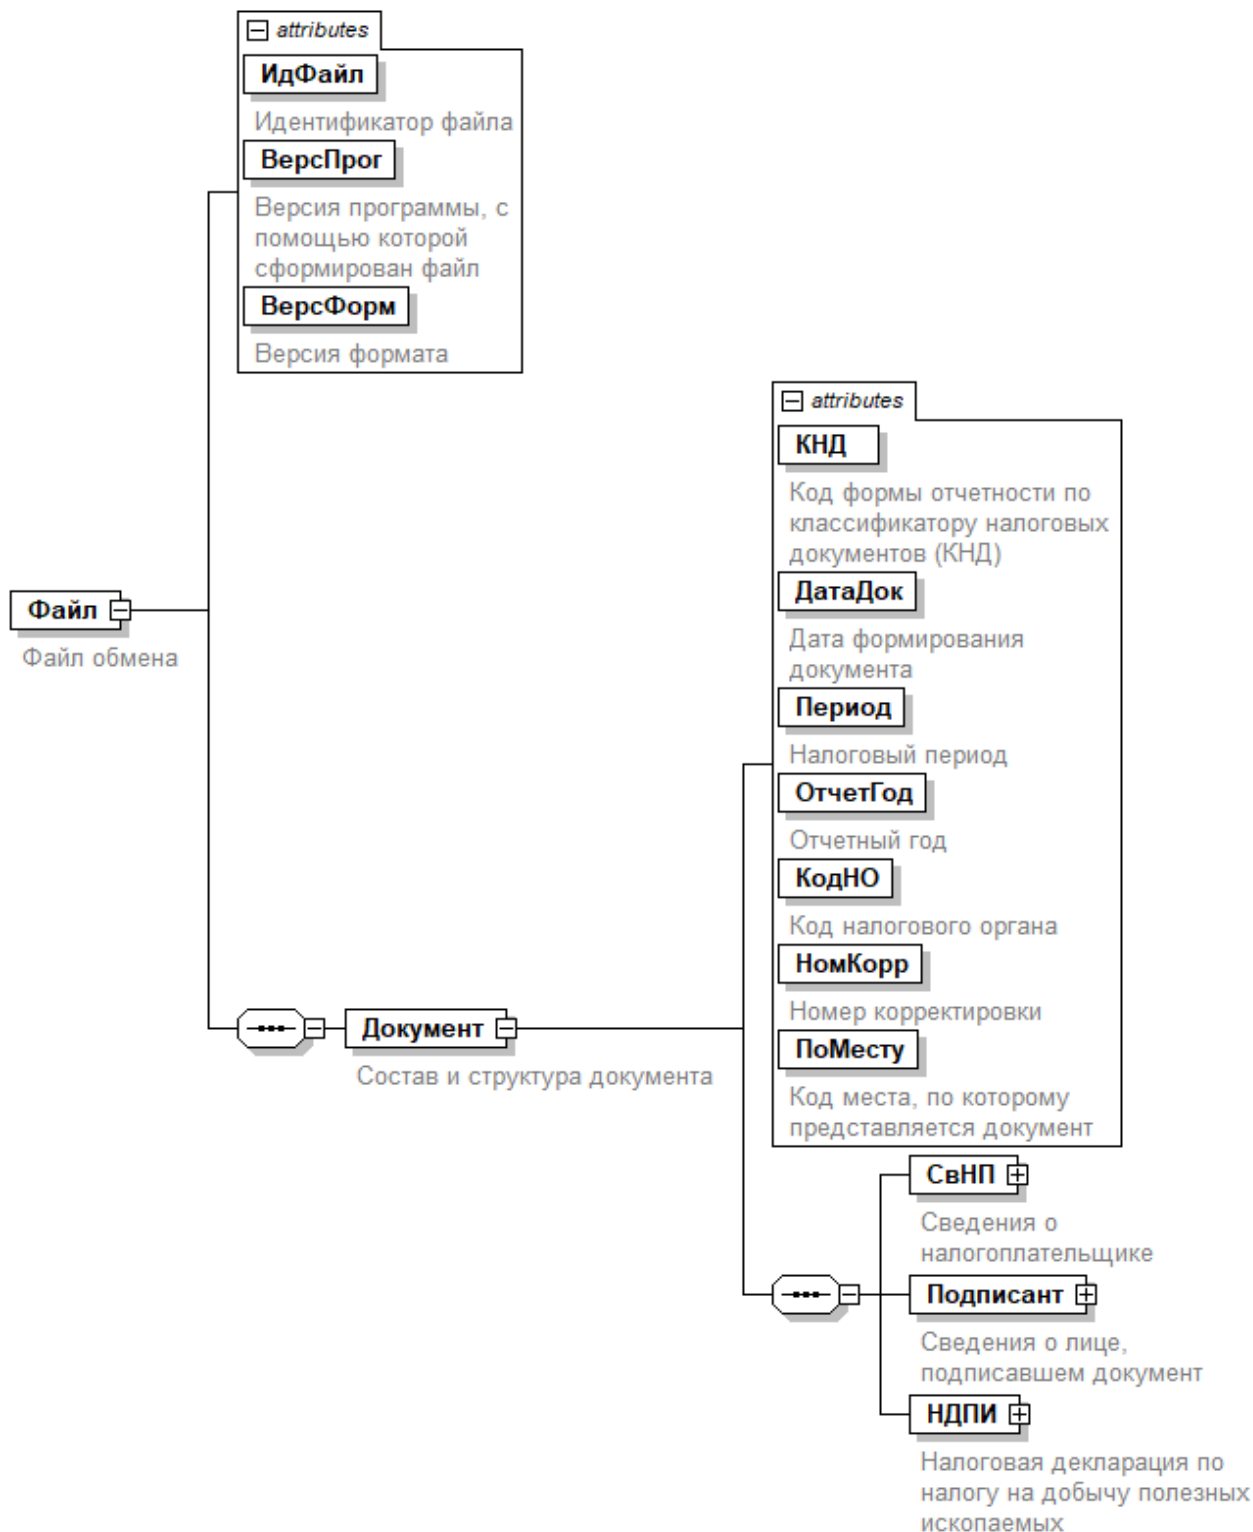 attributes
ИдФайл
Идентификатор файла
ВерсПрог
Версия программы, с
помощью которой
сформирован файл
ВерсФорм
Версия формата
Файл
Файл обмена
Документ
Состав и структура документа
attributes
КНД
Код формы отчетности по
классификатору налоговых
документов (КНД)
ДатаДок
Дата формирования
документа
Период
Налоговый период
ОтчетГод
Отчетный год
КодНО
Код налогового органа
НомКорр
Номер корректировки
ПоМесту
Код места, по которому
представляется документ
СвНП
Сведения о
налогоплательщике
Подписант
Сведения о лице,
подписавшем документ
НДПИ
Налоговая декларация по
налогу на добычу полезных
ископаемых